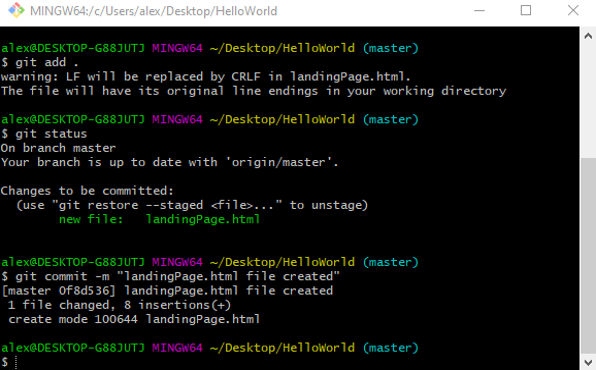 MINGW64:/c/Users/alex/Desktop/HelloWorld
alex@DESKTOP-G88JUTJ MINGW64 ~/Desktop/HelloWorld (master)
$ git add .
warning: LF will be replaced by CRLF in landingPage.html.
The file will have its original line endings in your working directory
alex@DESKTOP-G88JUTJ MINGW64 ~/Desktop/HelloWorld (master)
$ git status
On branch master
Your branch is up to date with 'origin/master'.
Changes to be committed:
(use "git restore --staged <file>..." to unstage)
new file: landingPage.html
alex@DESKTOP-G88JUTJ MINGW64 ~/Desktop/HelloWorld (master)
$ git commit -m "landingPage.html file created"
[master 0f8d536] landingPage.html file created
1 file changed, 8 insertions(+)
create mode 100644 landingPage.html
alex@DESKTOP-G88JUTJ MINGW64 ~/Desktop/HelloWorld (master)
$